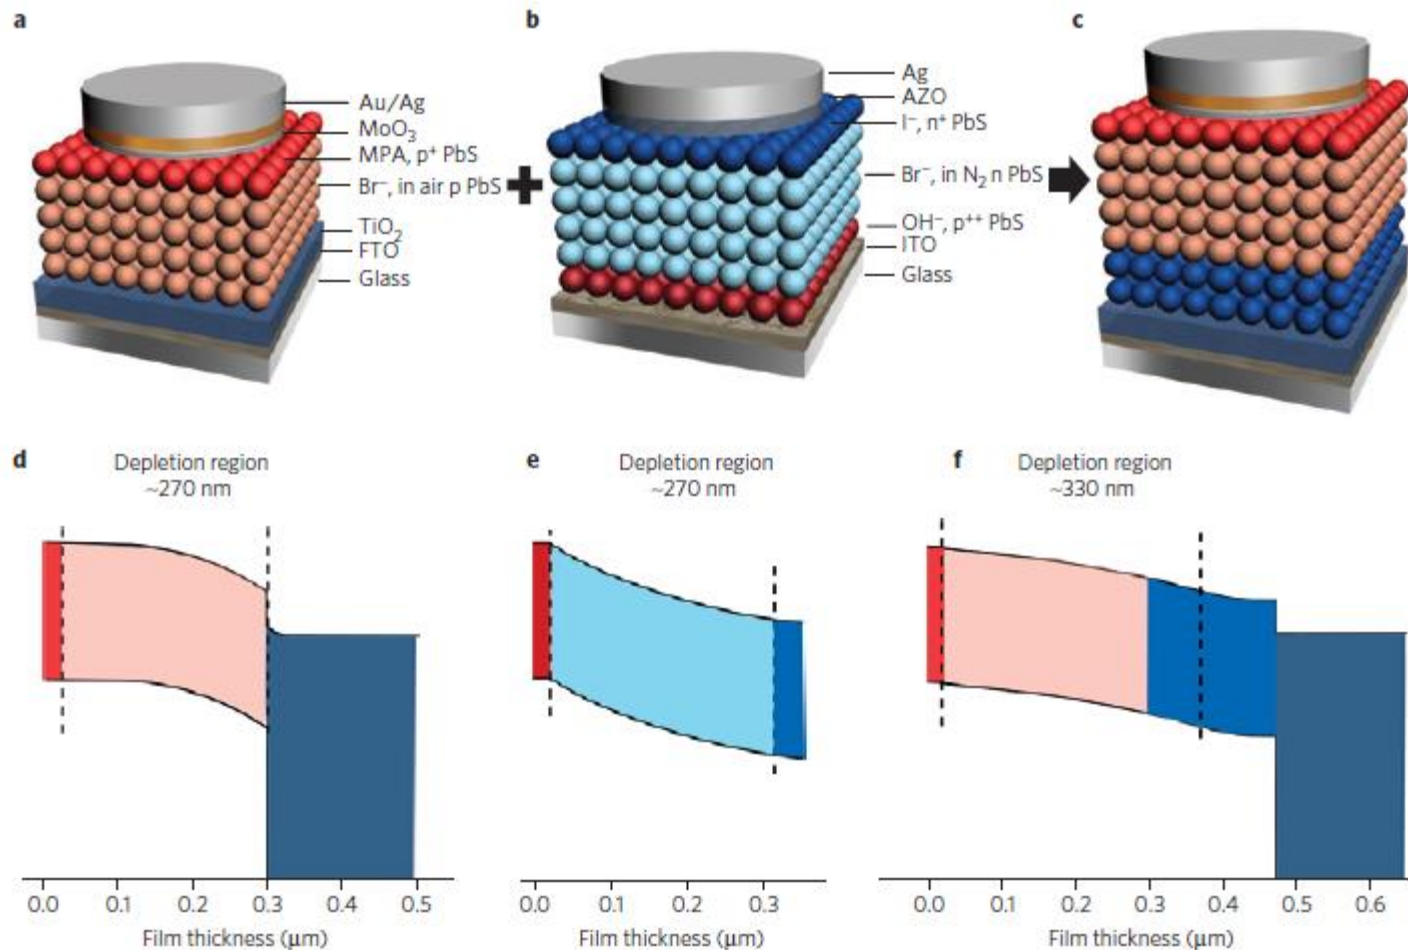 a
Au/Ag
MoO₃
MPA, p⁺ PbS
Br⁻, in air p PbS
TiO₂
FTO
Glass
b
Ag
AZO
I⁻, n⁺ PbS
Br⁻, in N₂ n PbS
OH⁻, p⁺⁺ PbS
ITO
Glass
c
d
Depletion region
~270 nm
0.0 0.1 0.2 0.3 0.4 0.5
Film thickness (μm)
e
Depletion region
~270 nm
0.0 0.1 0.2 0.3
Film thickness (μm)
f
Depletion region
~330 nm
0.0 0.1 0.2 0.3 0.4 0.5 0.6
Film thickness (μm)